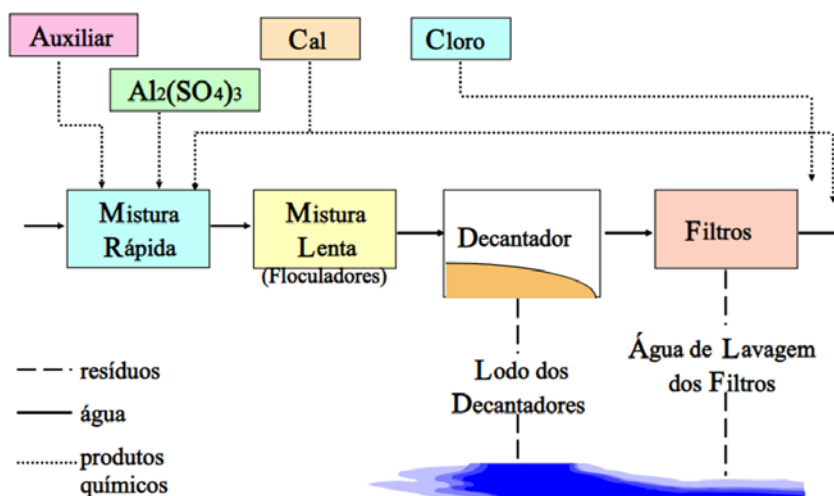 Auxiliar
Cal
Cloro
Al2(SO4)3
Mistura
Rápida
Mistura
Lenta
(Floculadores)
Decantador
Filtros
Lodo dos
Decantadores
Água de Lavagem
dos Filtros
resíduos
água
produtos
químicos